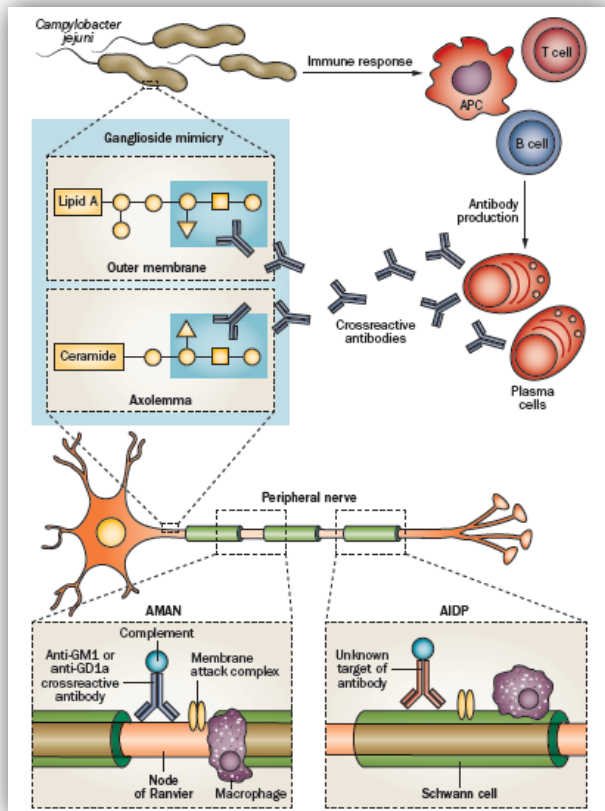 Campylobacter
jejuni
Immune response
T cell
APC
B cell
Ganglioside mimicry
Lipid A
Outer membrane
Antibody
production
Crossreactive
antibodies
Ceramide
Axolemma
Plasma
cells
Peripheral nerve
AMAN
AIDP
Complement
Anti-GM1 or
anti-GD1a
crossreactive
antibody
Membrane
attack complex
Node
of Ranvier
Macrophage
Unknown
target of
antibody
Schwann cell